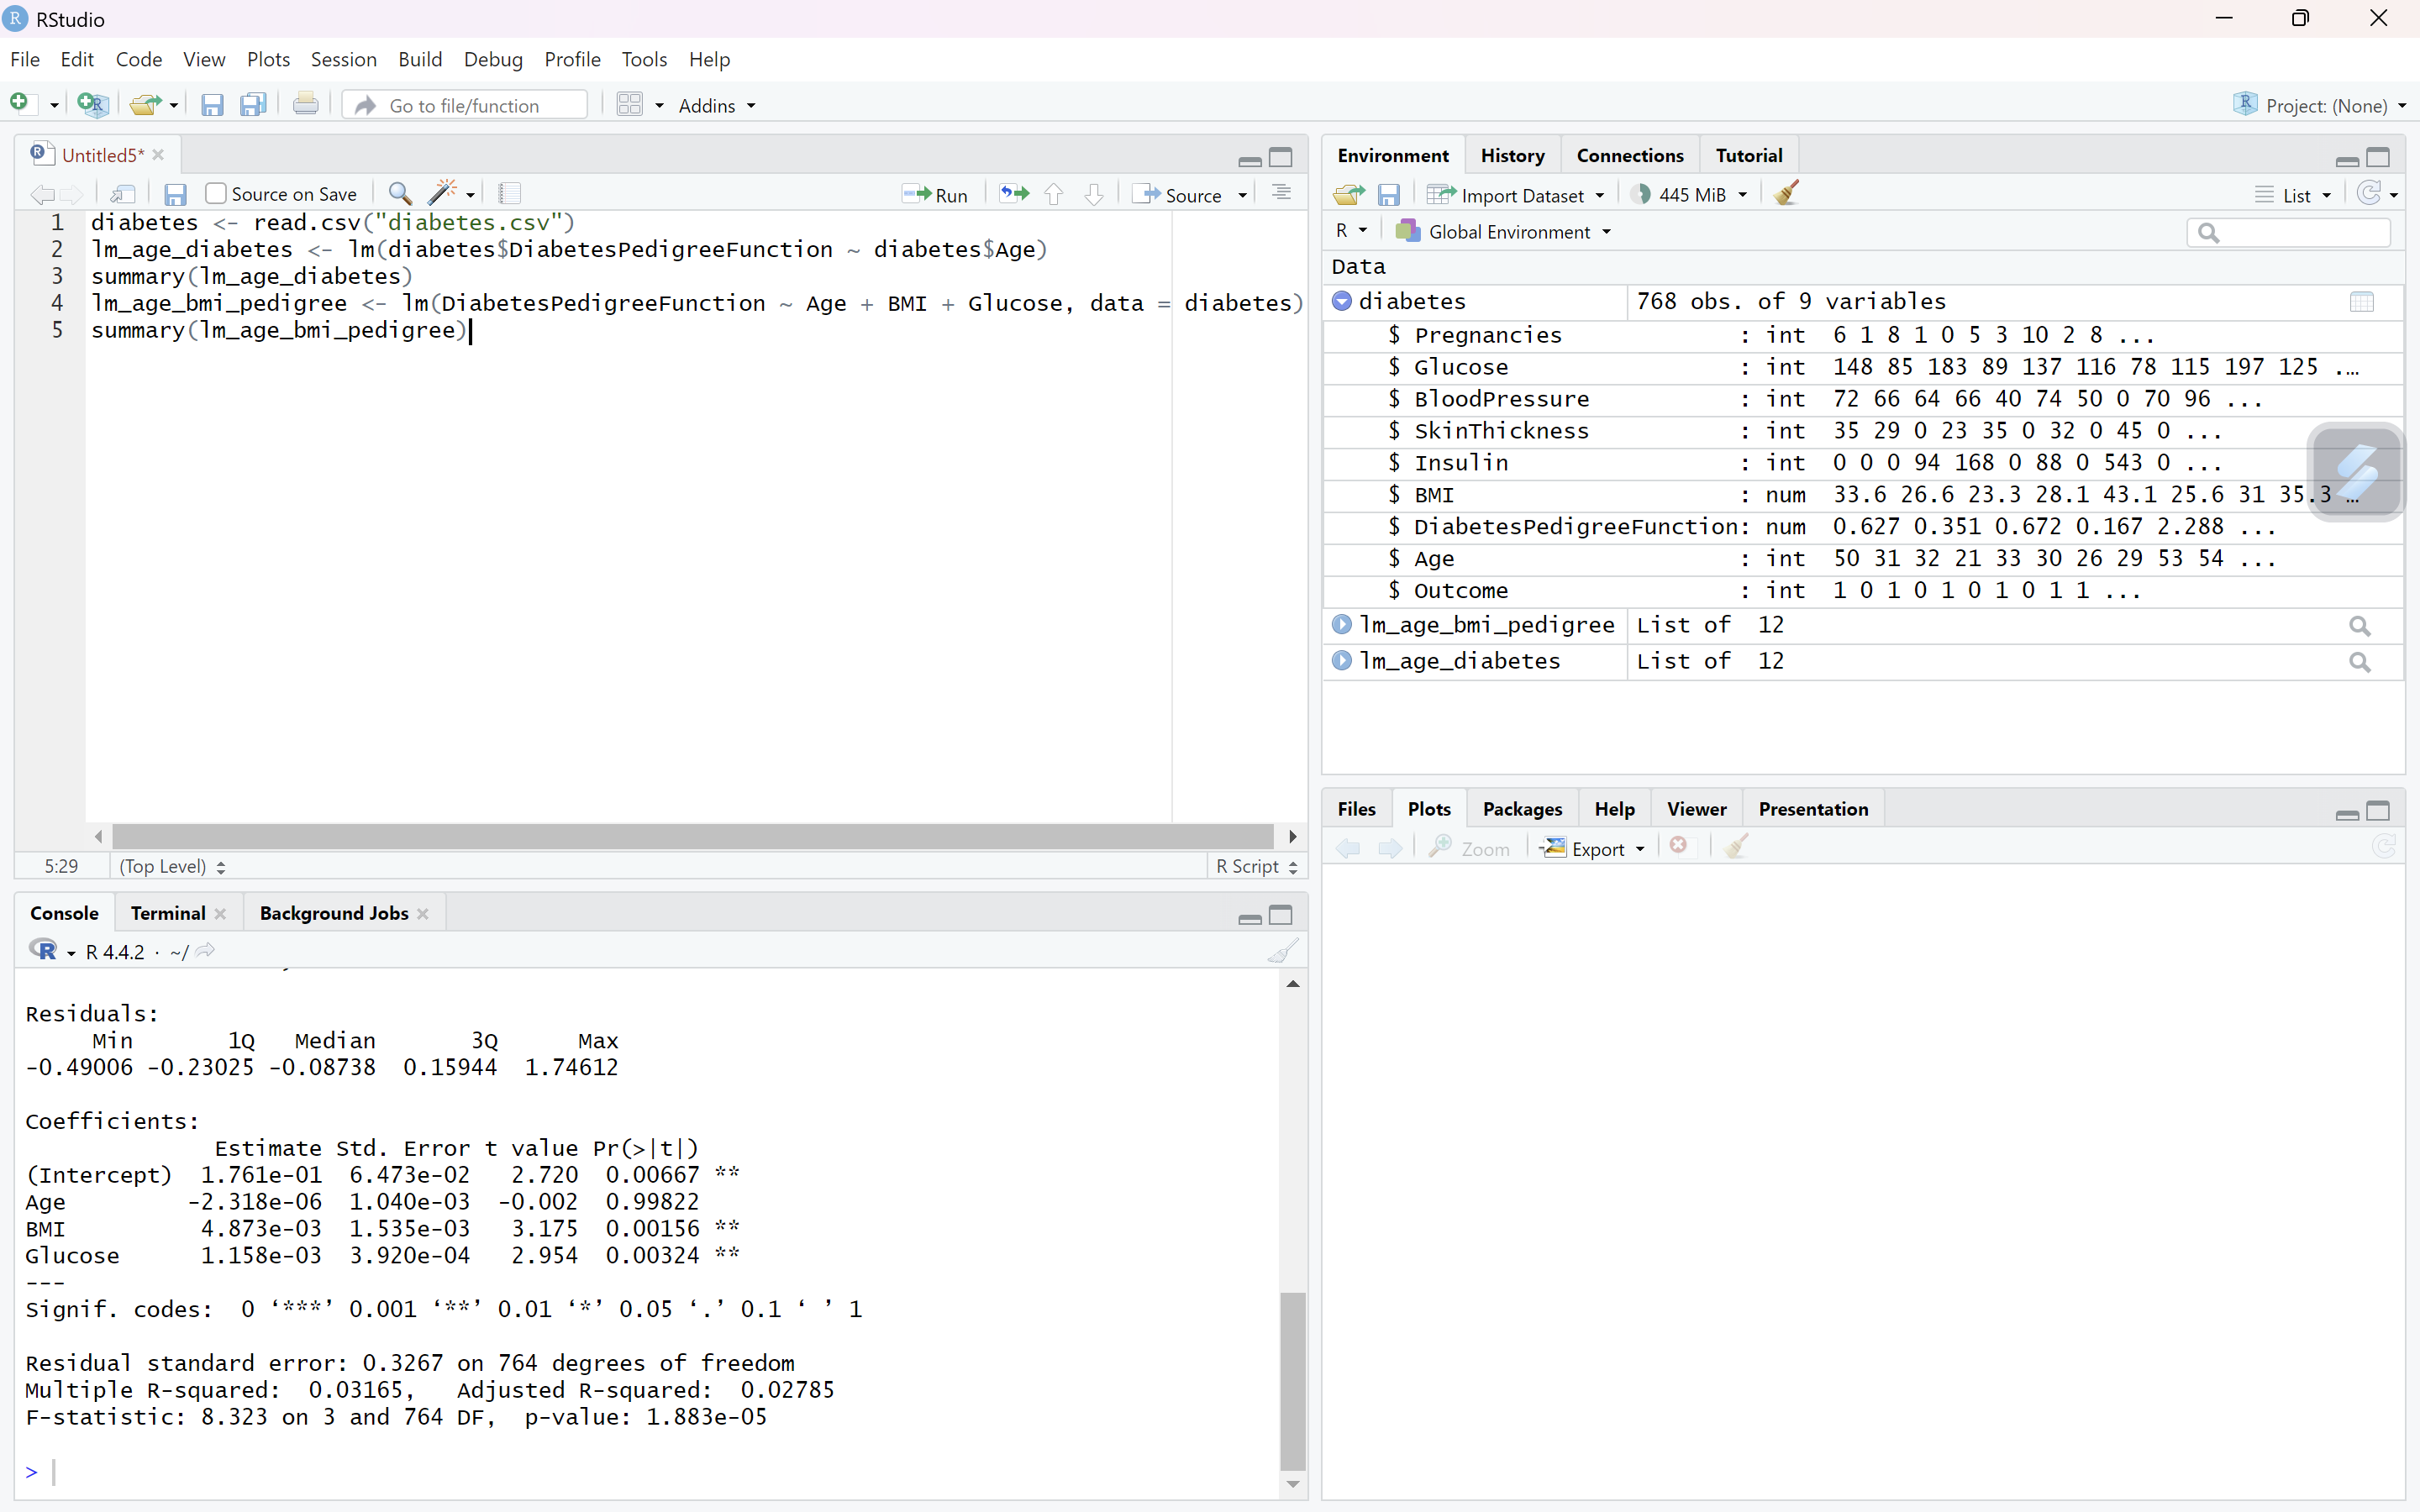 RStudio
File Edit Code View Plots Session Build Debug Profile Tools Help
Go to file/function Addins Project: (None)
Untitled5*
Source on Save Run Source
1 diabetes <- read.csv("diabetes.csv")
2 lm_age_diabetes <- lm(diabetes$DiabetesPedigreeFunction ~ diabetes$Age)
3 summary(lm_age_diabetes)
4 lm_age_bmi_pedigree <- lm(DiabetesPedigreeFunction ~ Age + BMI + Glucose, data = diabetes)
5 summary(lm_age_bmi_pedigree)
5:29 (Top Level) R Script
Console Terminal Background Jobs
R 4.4.2 · ~/
Residuals:
Min 1Q Median 3Q Max
-0.49006 -0.23025 -0.08738 0.15944 1.74612
Coefficients:
Estimate Std. Error t value Pr(>|t|)
(Intercept) 1.761e-01 6.473e-02 2.720 0.00667 **
Age -2.318e-06 1.040e-03 -0.002 0.99822
BMI 4.873e-03 1.535e-03 3.175 0.00156 **
Glucose 1.158e-03 3.920e-04 2.954 0.00324 **
---
Signif. codes: 0 ‘***’ 0.001 ‘**’ 0.01 ‘*’ 0.05 ‘.’ 0.1 ‘ ’ 1
Residual standard error: 0.3267 on 764 degrees of freedom
Multiple R-squared: 0.03165, Adjusted R-squared: 0.02785
F-statistic: 8.323 on 3 and 764 DF, p-value: 1.883e-05
>
Environment History Connections Tutorial
Import Dataset 445 MiB List
R Global Environment
Data
diabetes 768 obs. of 9 variables
$ Pregnancies : int 6 1 8 1 0 5 3 10 2 8 ...
$ Glucose : int 148 85 183 89 137 116 78 115 197 125 ...
$ BloodPressure : int 72 66 64 66 40 74 50 0 70 96 ...
$ SkinThickness : int 35 29 0 23 35 0 32 0 45 0 ...
$ Insulin : int 0 0 0 94 168 0 88 0 543 0 ...
$ BMI : num 33.6 26.6 23.3 28.1 43.1 25.6 31 35.3 ...
$ DiabetesPedigreeFunction: num 0.627 0.351 0.672 0.167 2.288 ...
$ Age : int 50 31 32 21 33 30 26 29 53 54 ...
$ Outcome : int 1 0 1 0 1 0 1 0 1 1 ...
lm_age_bmi_pedigree List of 12
lm_age_diabetes List of 12
Files Plots Packages Help Viewer Presentation
Zoom Export